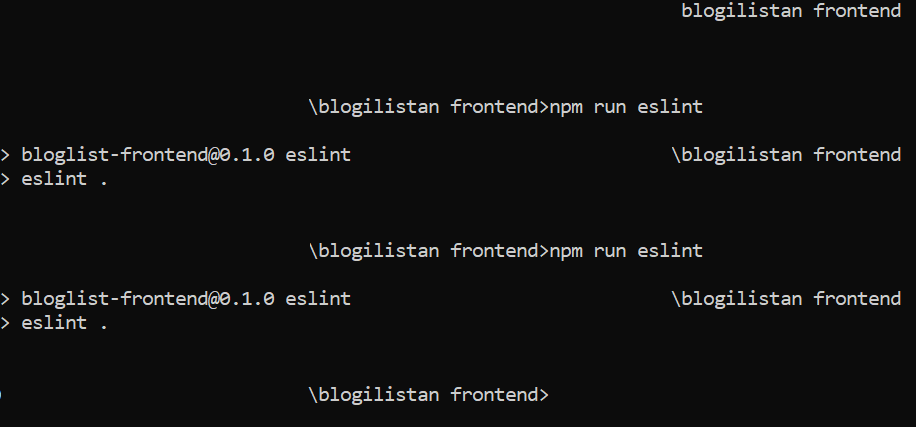 blogilistan frontend
\blogilistan frontend>npm run eslint
> bloglist-frontend@0.1.0 eslint \blogilistan frontend
> eslint .
\blogilistan frontend>npm run eslint
> bloglist-frontend@0.1.0 eslint \blogilistan frontend
> eslint .
\blogilistan frontend>